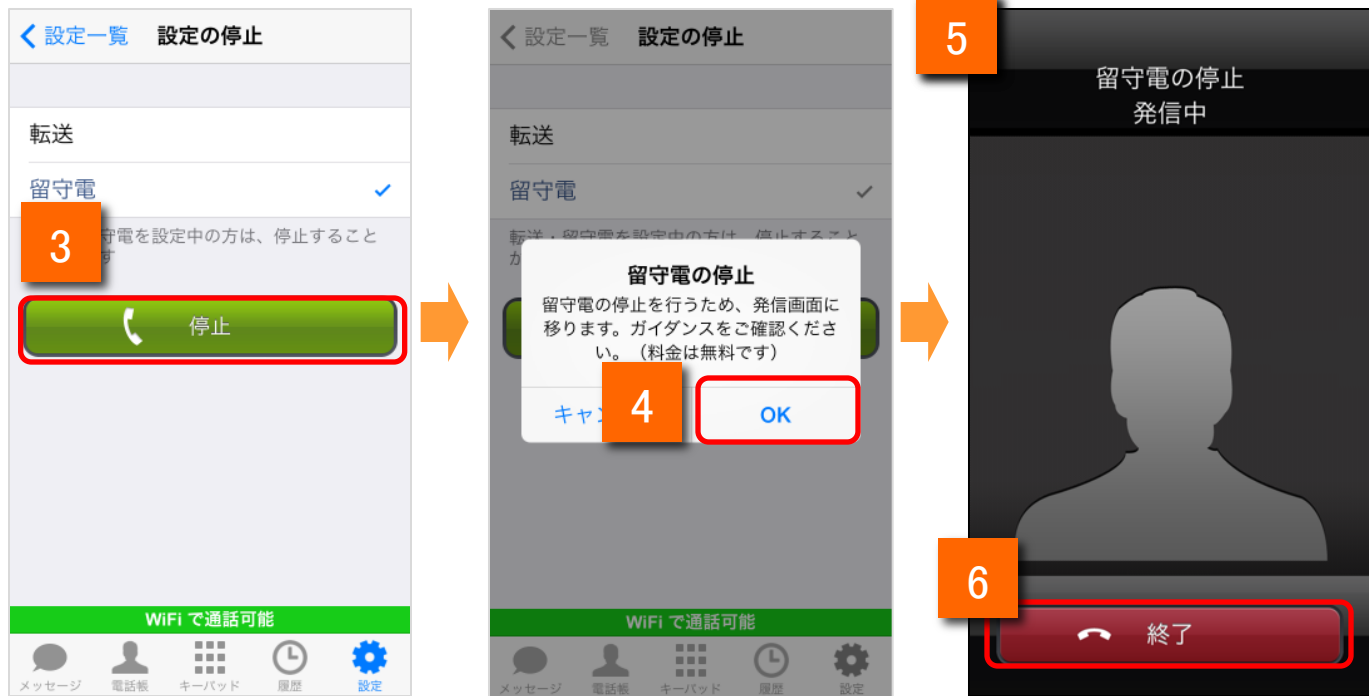 設定一覧 設定の停止
転送
留守電
3
守電を設定中の方は、停止すること
す
停止
WiFi で通話可能
メッセージ 電話帳 キーパッド 履歴 設定
設定一覧 設定の停止
転送
留守電
転送・留守電を設定中の方は、停止すること
か
留守電の停止
留守電の停止を行うため、発信画面に
移ります。ガイダンスをご確認くださ
い。（料金は無料です）
キャン
4
OK
WiFi で通話可能
メッセージ 電話帳 キーパッド 履歴 設定
5
留守電の停止
発信中
6
終了